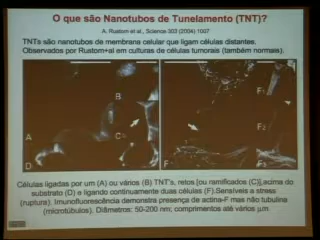 O que são Nanotubos de Tunelamento (TNT)?
A. Rustom et al., Science 303 (2004) 1007
TNTs são nanotubos de membrana celular que ligam células distantes.
Observados por Rustom+al em culturas de células tumorais (também normais).
B
F1
F2
C
A
D
E
F3
Células ligadas por um (A) ou vários (B) TNT's, retos [ou ramificados (C)],acima do
substrato (D) e ligando continuamente duas células (F).Sensíveis a stress
(ruptura). Imunofluorescência demonstra presença de actina-F mas não tubulina
(microtúbulos). Diâmetros: 50-200 nm; comprimentos até vários μm.